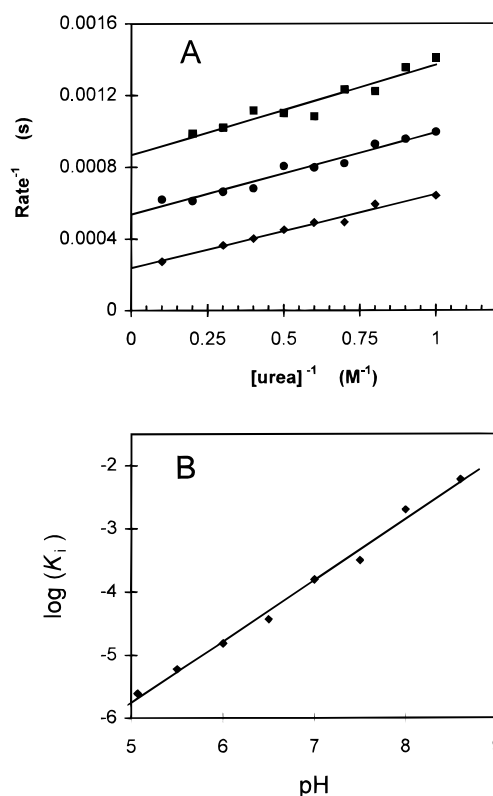 A
Rate⁻¹ (s)
0.0016
0.0012
0.0008
0.0004
0
0 0.25 0.5 0.75 1
[urea]⁻¹ (M⁻¹)
B
log (Kᵢ)
-2
-3
-4
-5
-6
5 6 7 8 9
pH